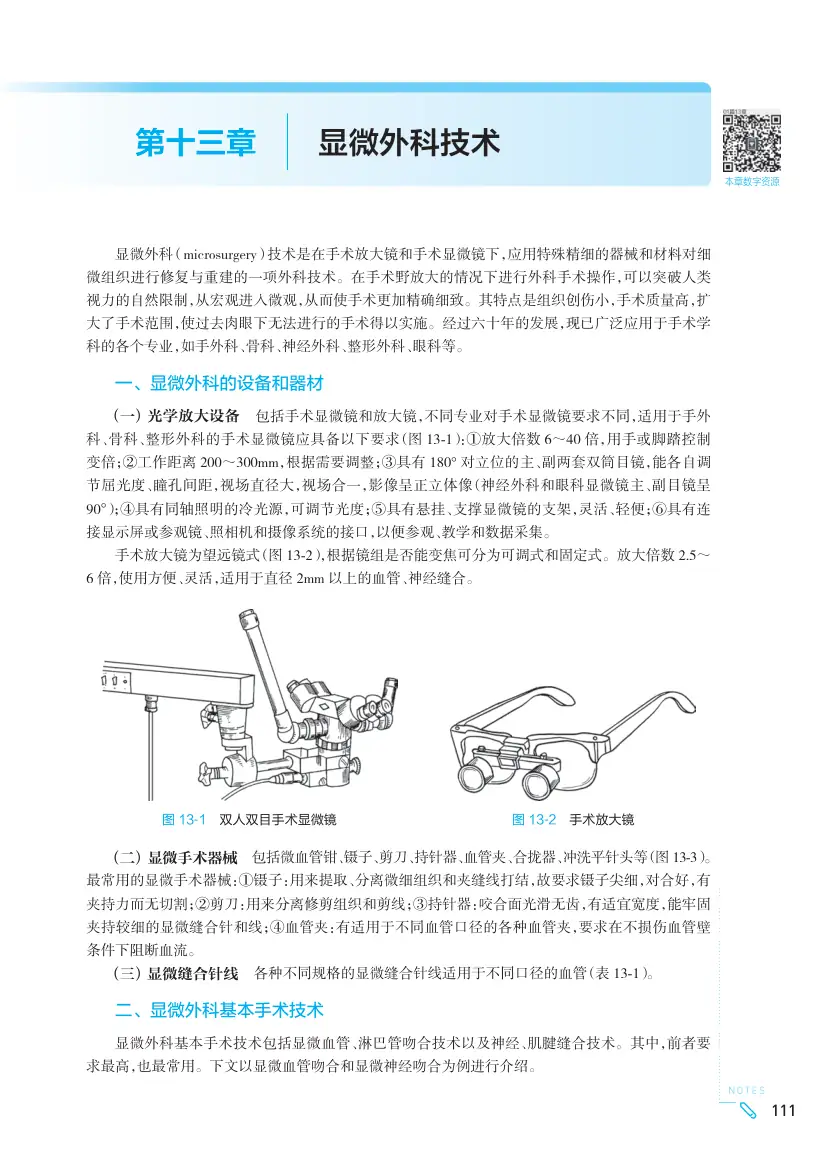 第十三章 显微外科技术
本章数字资源
显微外科（microsurgery）技术是在手术放大镜和手术显微镜下，应用特殊精细的器械和材料对细
微组织进行修复与重建的一项外科技术。在手术野放大的情况下进行外科手术操作，可以突破人类
视力的自然限制，从宏观进入微观，从而使手术更加精确细致。其特点是组织创伤小，手术质量高，扩
大了手术范围，使过去肉眼下无法进行的手术得以实施。经过六十年的发展，现已广泛应用于手术学
科的各个专业，如手外科、骨科、神经外科、整形外科、眼科等。
一、显微外科的设备和器材
（一）光学放大设备 包括手术显微镜和放大镜，不同专业对手术显微镜要求不同，适用于手外
科、骨科、整形外科的手术显微镜应具备以下要求（图 13-1）：①放大倍数 6～40 倍，用手或脚踏控制
变倍；②工作距离 200～300mm，根据需要调整；③具有 180° 对立位的主、副两套双筒目镜，能各自调
节屈光度、瞳孔间距，视场直径大，视场合一，影像呈正立体像（神经外科和眼科显微镜主、副目镜呈
90°）；④具有同轴照明的冷光源，可调节光度；⑤具有悬挂、支撑显微镜的支架，灵活、轻便；⑥具有连
接显示屏或参观镜、照相机和摄像系统的接口，以便参观、教学和数据采集。
手术放大镜为望远镜式（图 13-2），根据镜组是否能变焦可分为可调式和固定式。放大倍数 2.5～
6 倍，使用方便、灵活，适用于直径 2mm 以上的血管、神经缝合。
图 13-1 双人双目手术显微镜
图 13-2 手术放大镜
（二）显微手术器械 包括微血管钳、镊子、剪刀、持针器、血管夹、合拢器、冲洗平针头等（图 13-3）。
最常用的显微手术器械：①镊子：用来提取、分离微细组织和夹缝线打结，故要求镊子尖细，对合好，有
夹持力而无切割；②剪刀：用来分离修剪组织和剪线；③持针器：咬合面光滑无齿，有适宜宽度，能牢固
夹持较细的显微缝合针和线；④血管夹：有适用于不同血管口径的各种血管夹，要求在不损伤血管壁
条件下阻断血流。
（三）显微缝合针线 各种不同规格的显微缝合针线适用于不同口径的血管（表 13-1）。
二、显微外科基本手术技术
显微外科基本手术技术包括显微血管、淋巴管吻合技术以及神经、肌腱缝合技术。其中，前者要
求最高，也最常用。下文以显微血管吻合和显微神经吻合为例进行介绍。
NOTES
111